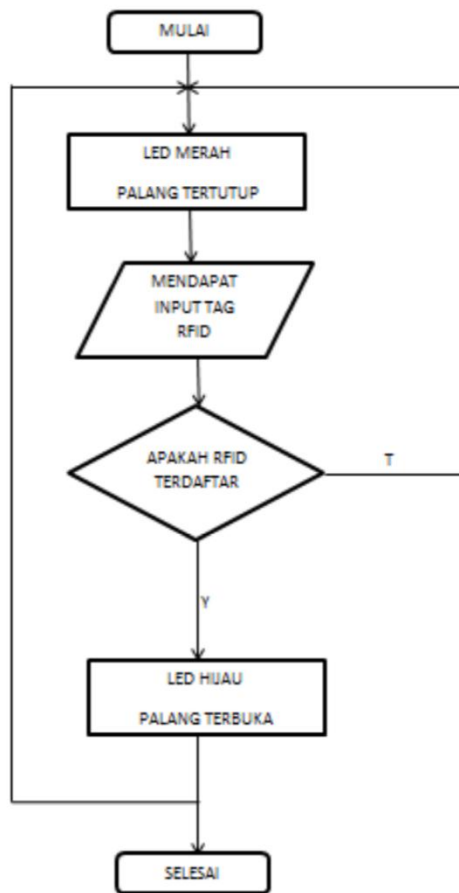 MULAI
LED MERAH
PALANG TERTUTUP
MENDAPAT
INPUT TAG
RFID
APAKAH RFID
TERDAFTAR
T
Y
LED HIJAU
PALANG TERBUKA
SELESAI